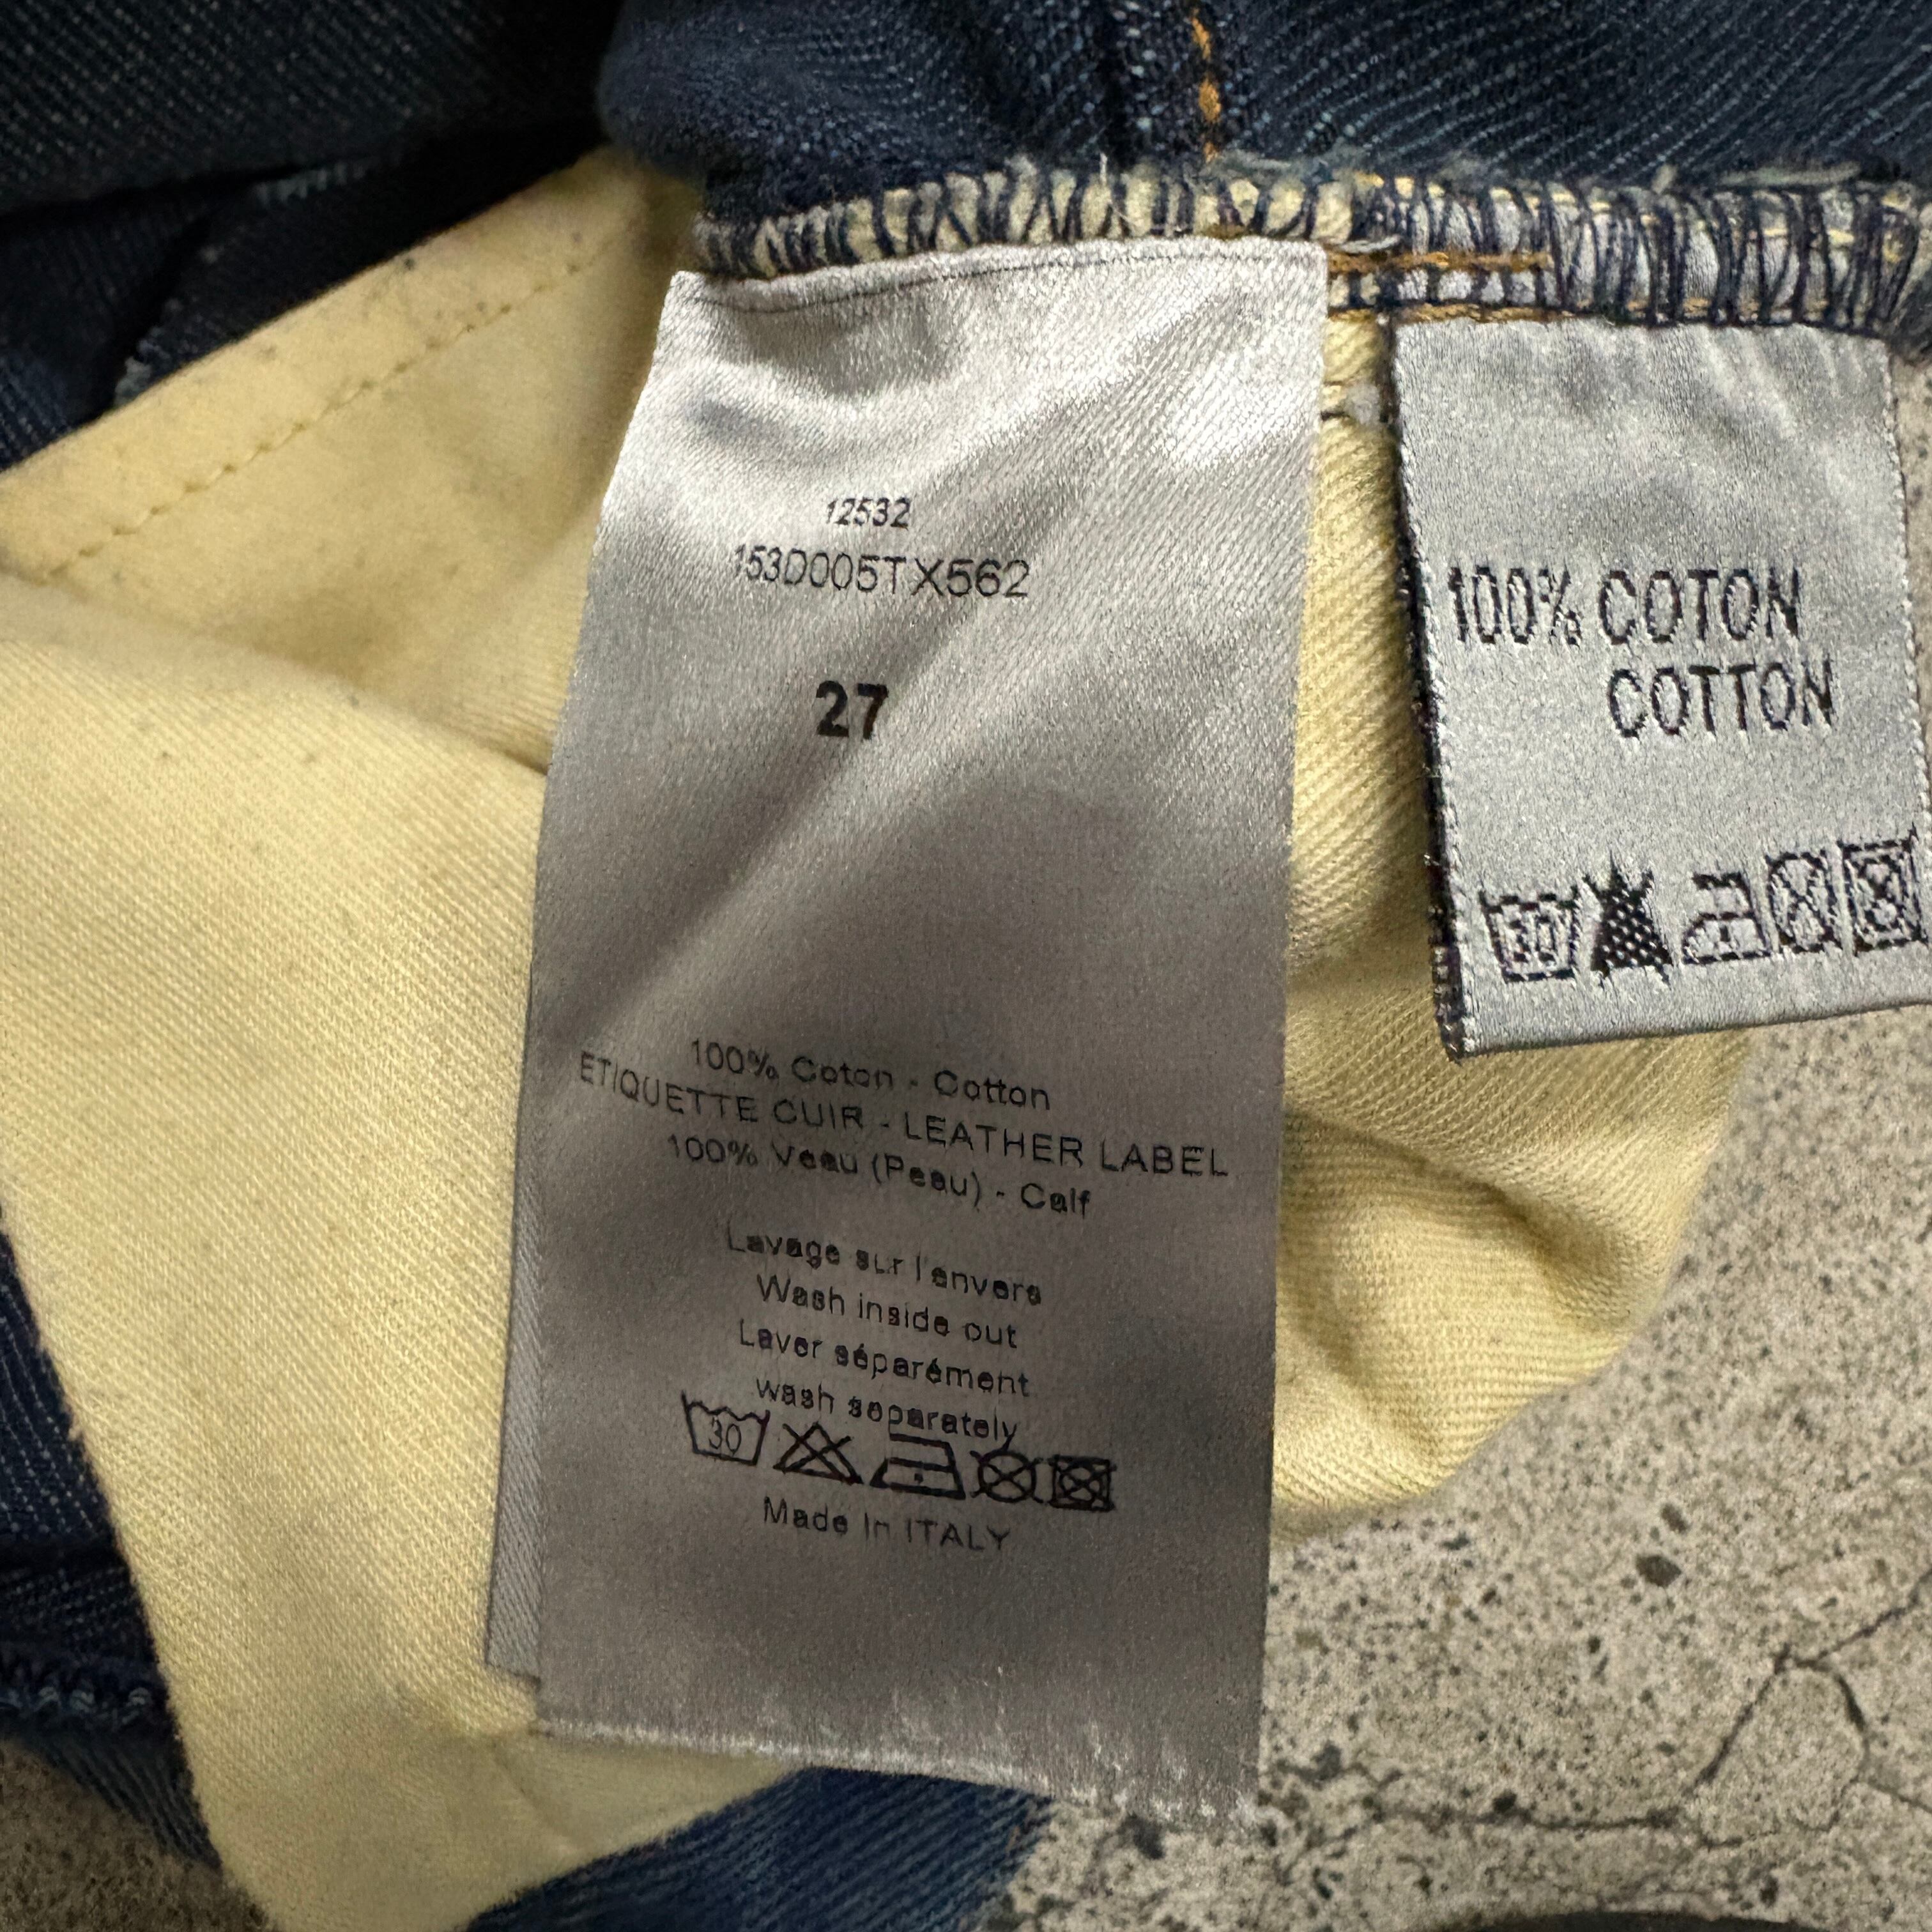 12532
153D005TX562
27
100% Coton - Cotton
ETIQUETTE CUIR - LEATHER LABEL
100% Veau (Peau) - Calf
Lavage sur l'envers
Wash inside out
Laver séparément
wash separately
30
Made In ITALY
100% COTON
COTTON
30